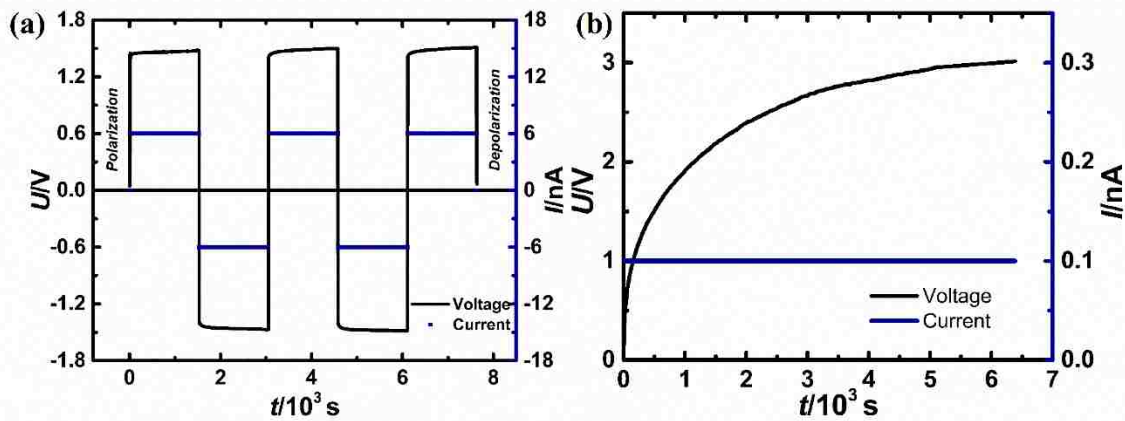 (a)
18
18
1.8
1.2
0.6
0.0
-0.6
-1.2
-1.8
U/V
Polarization
Depolarization
18
12
6
0
-6
-12
-18
I/nA
Voltage
Current
0 2 4 6 8
t/10³ s
(b)
3
2
1
0
U/V
0.3
0.2
0.1
0.0
I/nA
Voltage
Current
0 1 2 3 4 5 6 7
t/10³ s